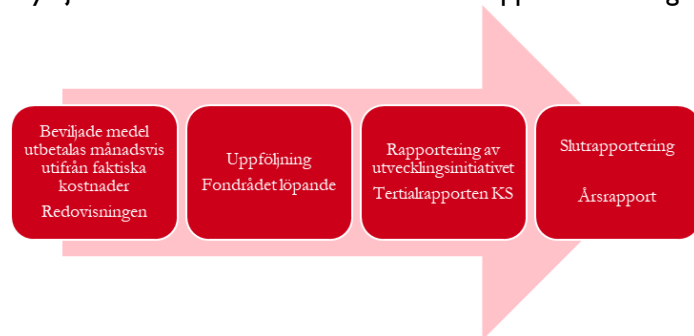 Beviljade medel
utbetalas månadsvis
utifrån faktiska
kostnader
Redovisningen
Uppföljning
Fondrådet löpande
Rapportering av
utvecklingsinitiativet
Tertialrapporten KS
Slutrapportering
Årsrapport